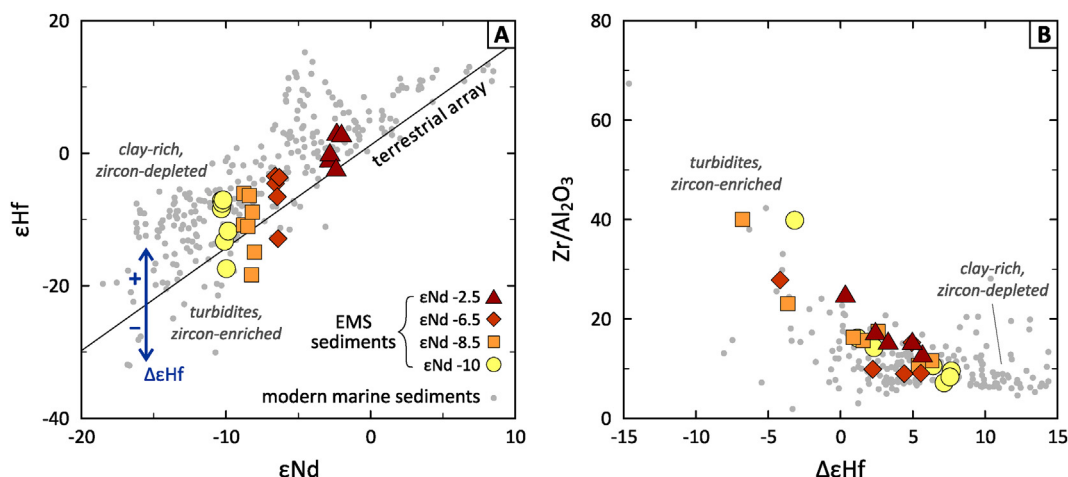 A
20
0
-20
-40
-20
-10
0
10
εHf
εNd
clay-rich,
zircon-depleted
terrestrial array
+
−
ΔεHf
turbidites,
zircon-enriched
EMS
sediments
εNd -2.5
εNd -6.5
εNd -8.5
εNd -10
modern marine sediments
B
80
60
40
20
0
-15
-10
-5
0
5
10
15
Zr/Al₂O₃
ΔεHf
turbidites,
zircon-enriched
clay-rich,
zircon-depleted